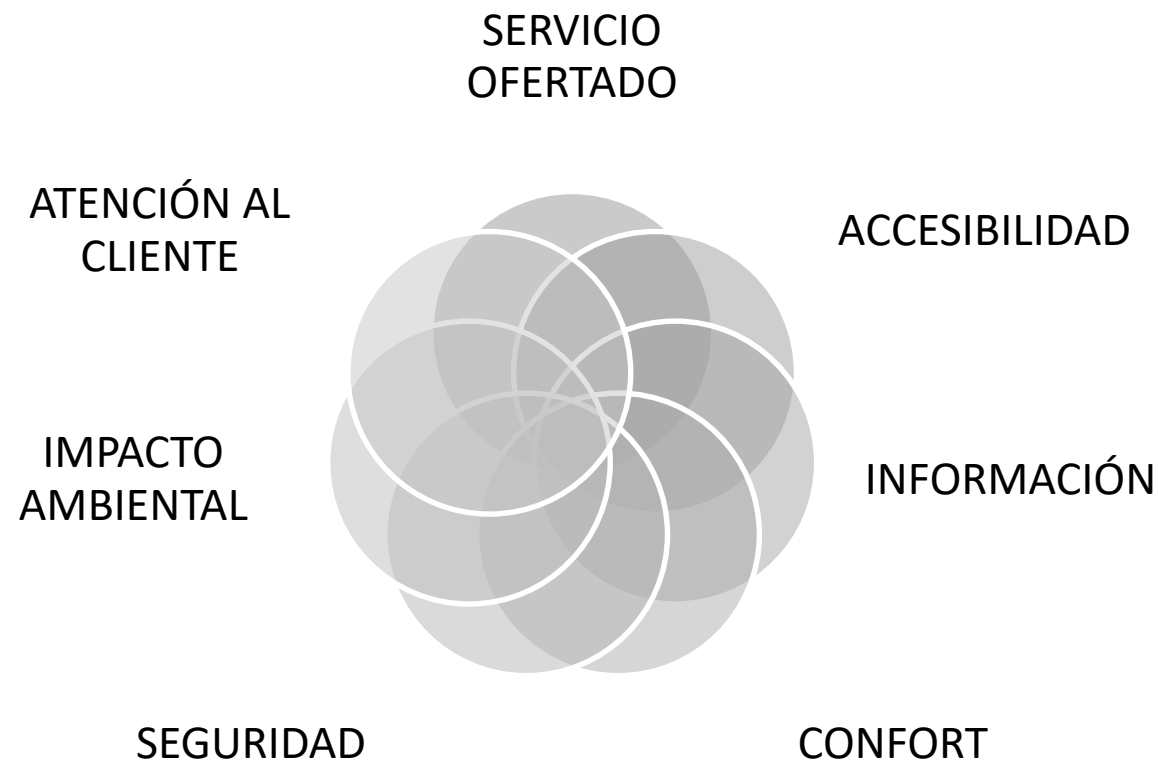 SERVICIO
OFERTADO
ATENCIÓN AL
CLIENTE
ACCESIBILIDAD
IMPACTO
AMBIENTAL
INFORMACIÓN
SEGURIDAD
CONFORT